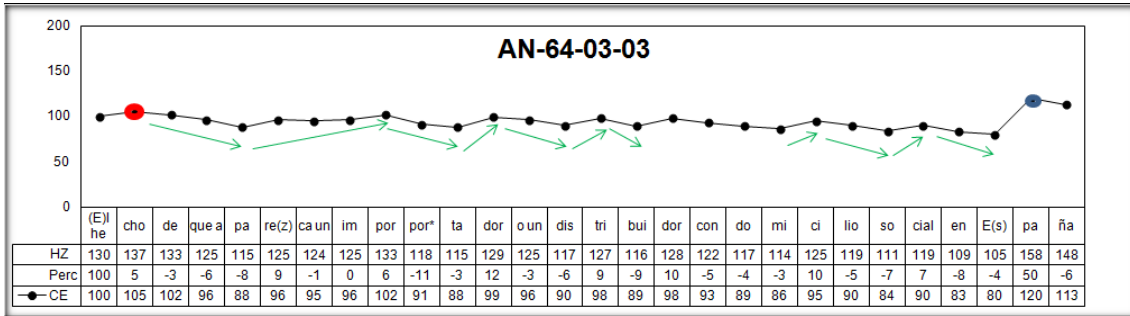 AN-64-03-03
200
150
100
50
0
(E)l he cho de que a pa re(z) ca un im por por* ta dor o un dis tri bui dor con do mi ci lio so cial en E(s) pa ña
HZ 130 137 133 125 115 125 124 125 133 118 115 129 125 117 127 116 128 122 117 114 125 119 111 119 109 105 158 148
Perc 100 5 -3 -6 -8 9 -1 0 6 -11 -3 12 -3 -6 9 -9 10 -5 -4 -3 10 -5 -7 7 -8 -4 50 -6
CE 100 105 102 96 88 96 95 96 102 91 88 99 96 90 98 89 98 93 89 86 95 90 84 90 83 80 120 113